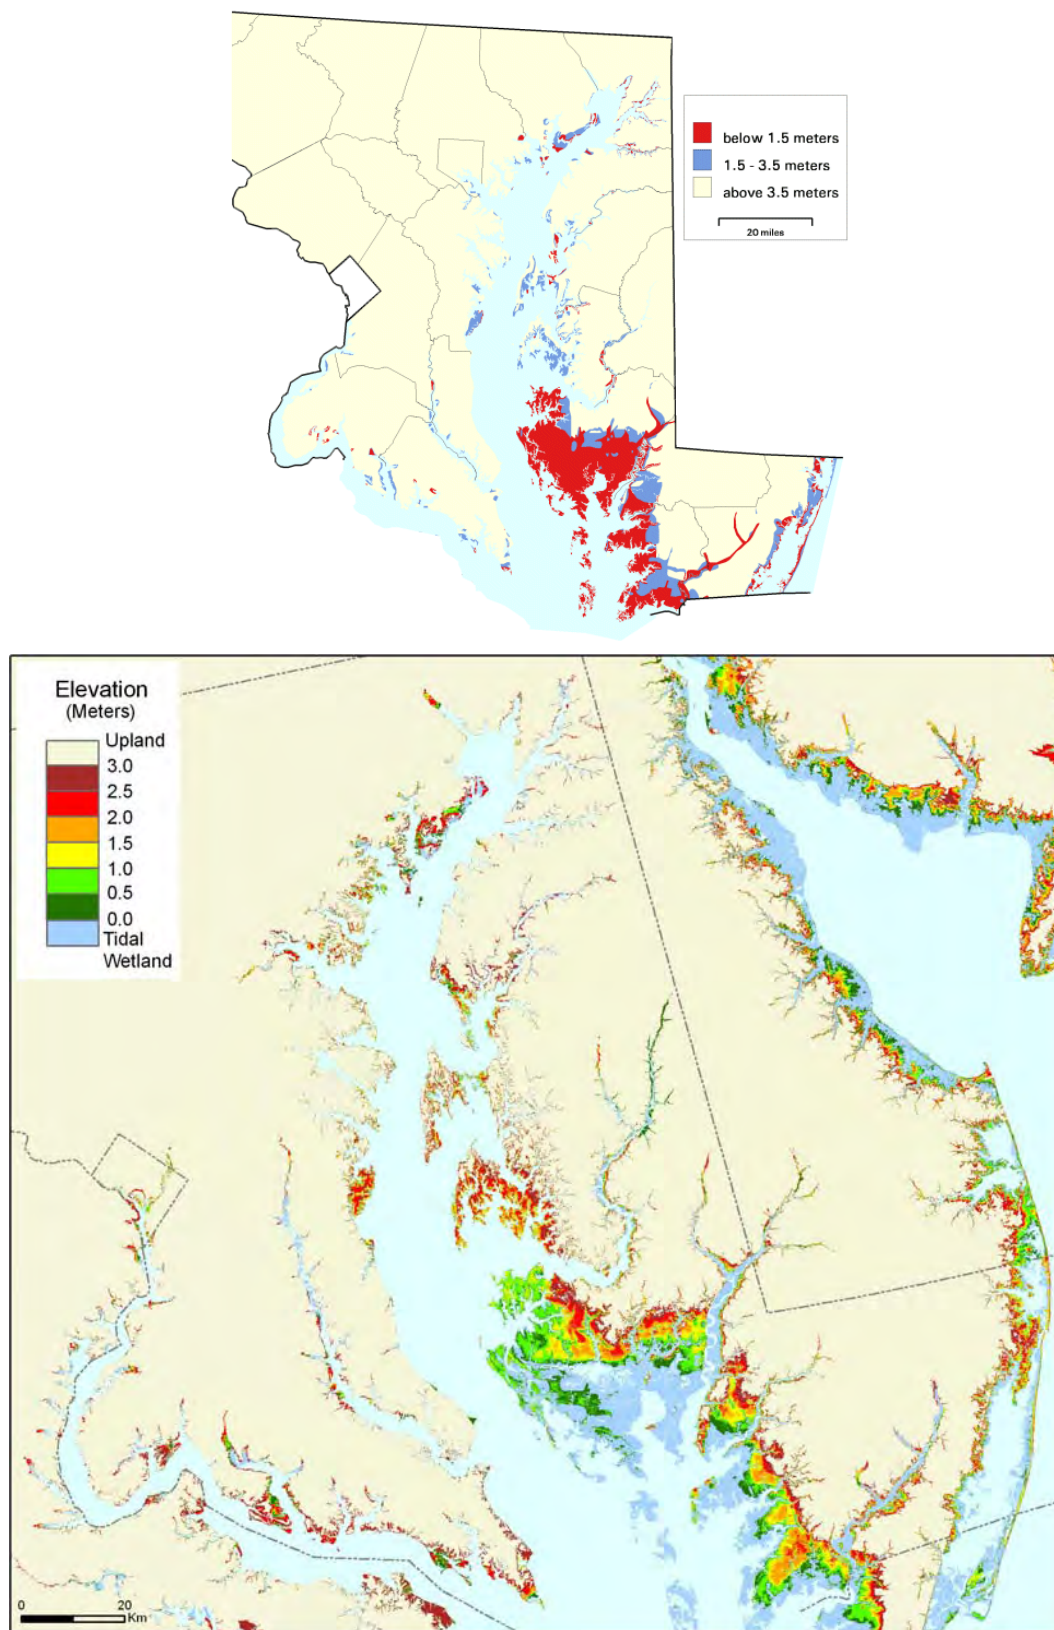 below 1.5 meters
1.5 - 3.5 meters
above 3.5 meters
20 miles
Elevation
(Meters)
Upland
3.0
2.5
2.0
1.5
1.0
0.5
0.0
Tidal
Wetland
0 20
Km